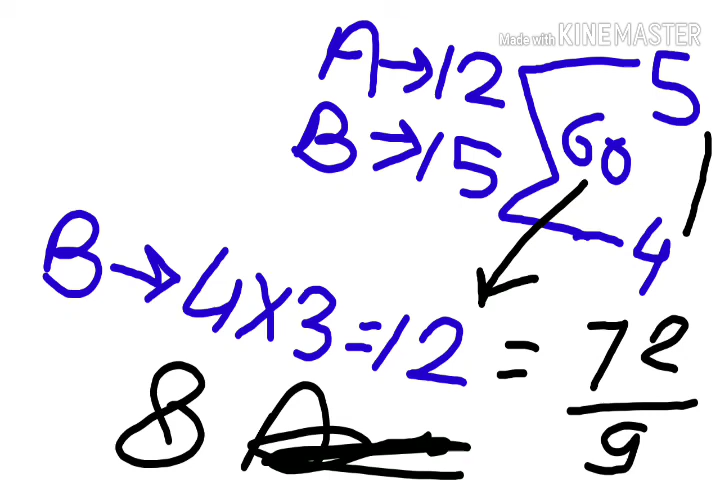 Made with KINEMASTER
A → 12 5
60
B → 15 4
B → 4 X 3 = 12 = 72/9
8 A